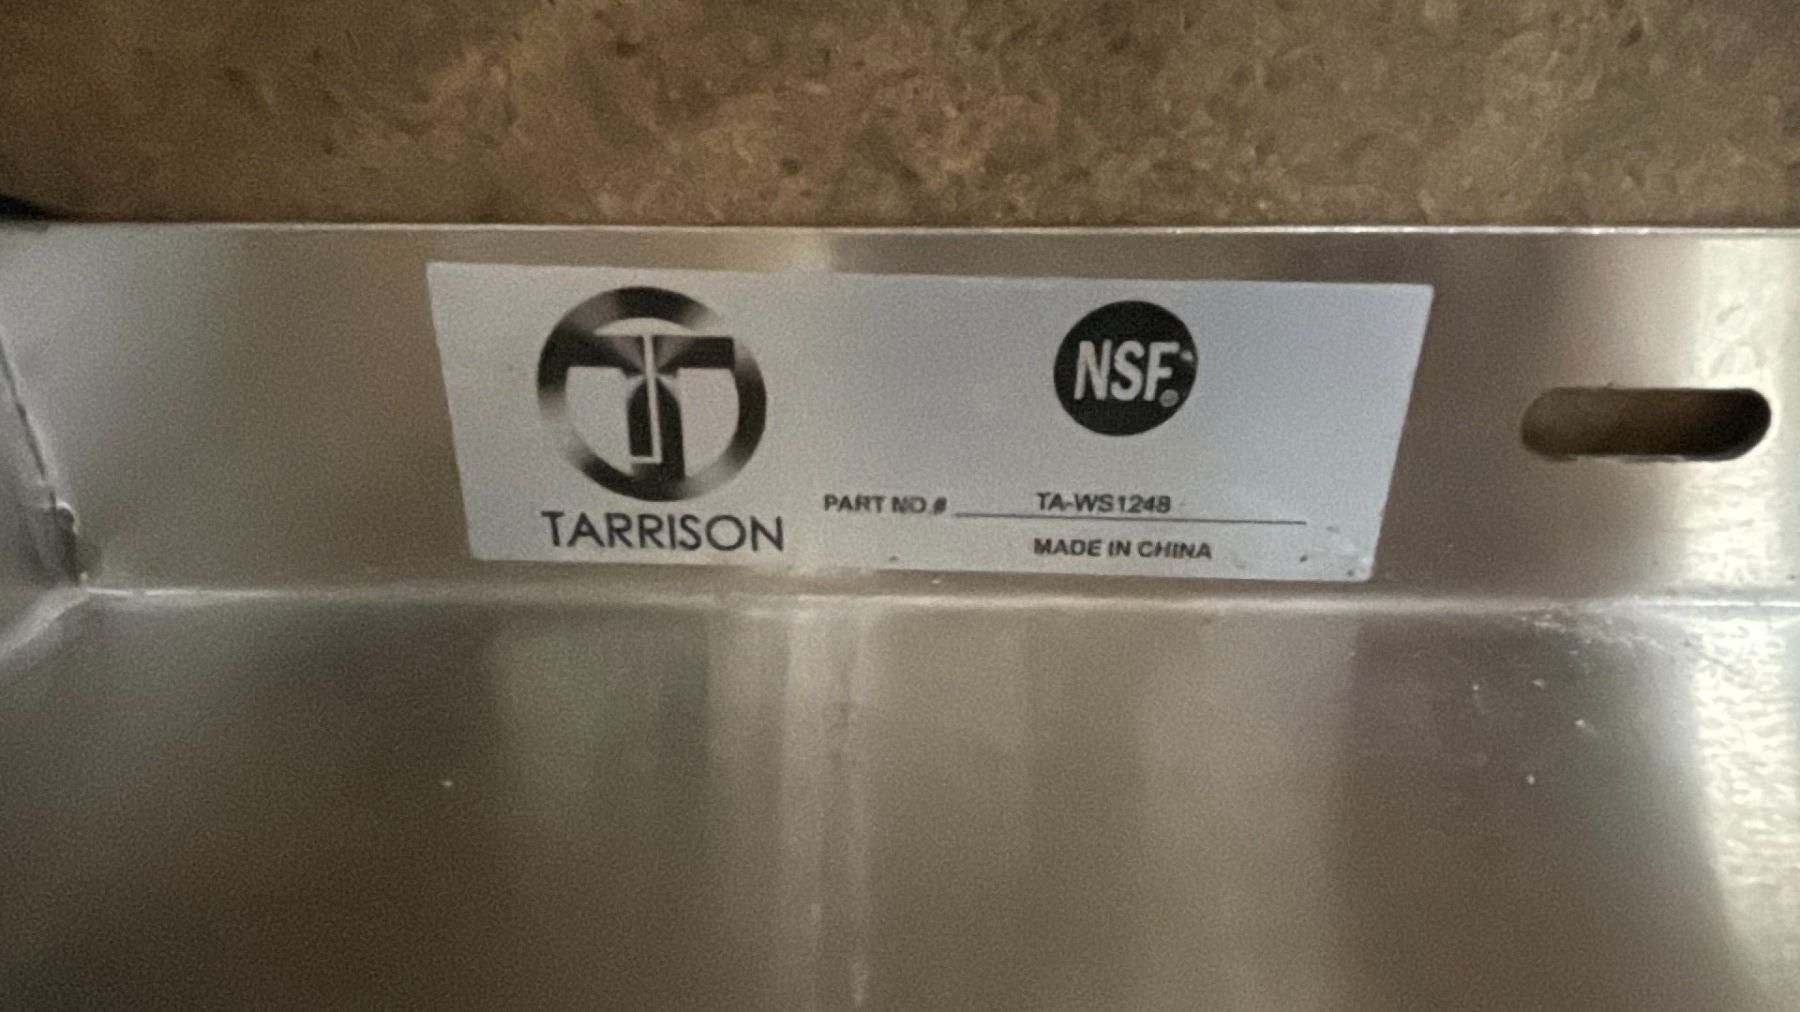 NSF
TARRISON
PART NO.# TA-WS1248
MADE IN CHINA